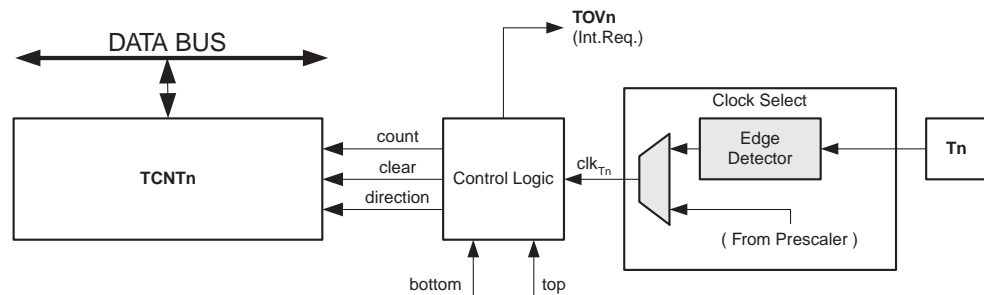 DATA BUS
TOVn
(Int.Req.)
Clock Select
count
TCNTn
clear
Control Logic
clkTn
Edge
Detector
Tn
direction
( From Prescaler )
bottom
top